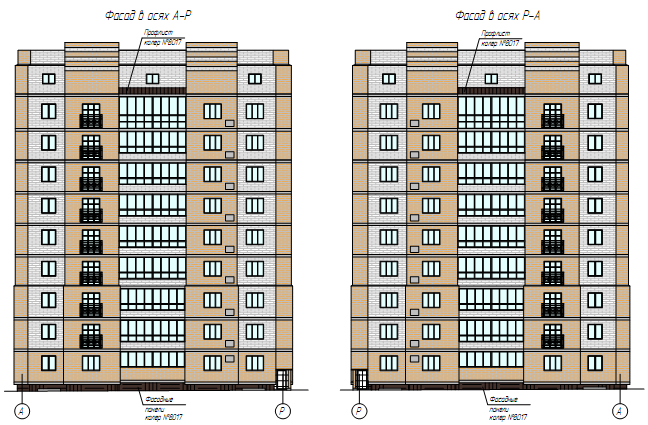 Фасад в осях А-Р
Фасад в осях Р-А
Профлист
колер №8017
Профлист
колер №8017
Фасадные
панели
колер №8017
Фасадные
панели
колер №8017
А
Р
Р
А